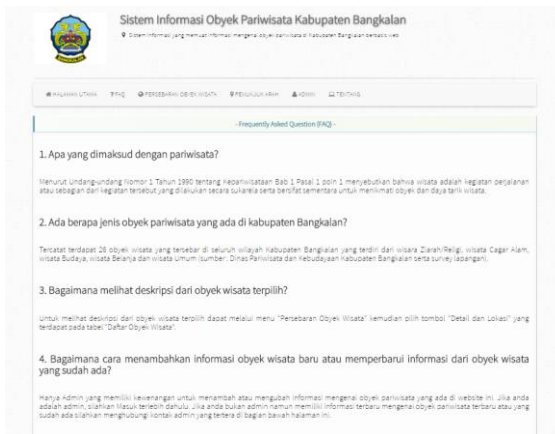 Sistem Informasi Obyek Pariwisata Kabupaten Bangkalan
Sistem Informasi yang memuat informasi mengenai obyek pariwisata di Kabupaten Bangkalan berbasis web
BANGKALAN
HALAMAN UTAMA ? FAQ PERSEBARAN OBYEK WISATA PENUNJUK ARAH ADMIN TENTANG
- Frequently Asked Question (FAQ) -
1. Apa yang dimaksud dengan pariwisata?
Menurut Undang-undang Nomor 1 Tahun 1990 tentang Kepariwisataan Bab 1 Pasal 1 poin 1 menyebutkan bahwa wisata adalah kegiatan perjalanan
atau sebagian dari kegiatan tersebut yang dilakukan secara sukarela serta bersifat sementara untuk menikmati obyek dan daya tarik wisata.
2. Ada berapa jenis obyek pariwisata yang ada di kabupaten Bangkalan?
Tercatat terdapat 26 obyek wisata yang tersebar di seluruh wilayah Kabupaten Bangkalan yang terdiri dari wisara Ziarah/Religi, wisata Cagar Alam,
wisata Budaya, wisata Belanja dan wisata Umum (sumber: Dinas Pariwisata dan Kebudayaan Kabupaten Bangkalan serta survey lapangan).
3. Bagaimana melihat deskripsi dari obyek wisata terpilih?
Untuk melihat deskripsi dari obyek wisata terpilih dapat melalui menu "Persebaran Obyek Wisata" kemudian pilih tombol "Detail dan Lokasi" yang
terdapat pada tabel "Daftar Obyek Wisata".
4. Bagaimana cara menambahkan informasi obyek wisata baru atau memperbarui informasi dari obyek wisata
yang sudah ada?
Hanya Admin yang memiliki kewenangan untuk menambah atau mengubah informasi mengenai obyek pariwisata yang ada di website ini. Jika anda
adalah admin, silahkan Masuk terlebih dahulu. Jika anda bukan admin namun memiliki informasi terbaru mengenai obyek pariwisata terbaru atau yang
sudah ada silahkan menghubungi kontak admin yang tertera di bagian bawah halaman ini.